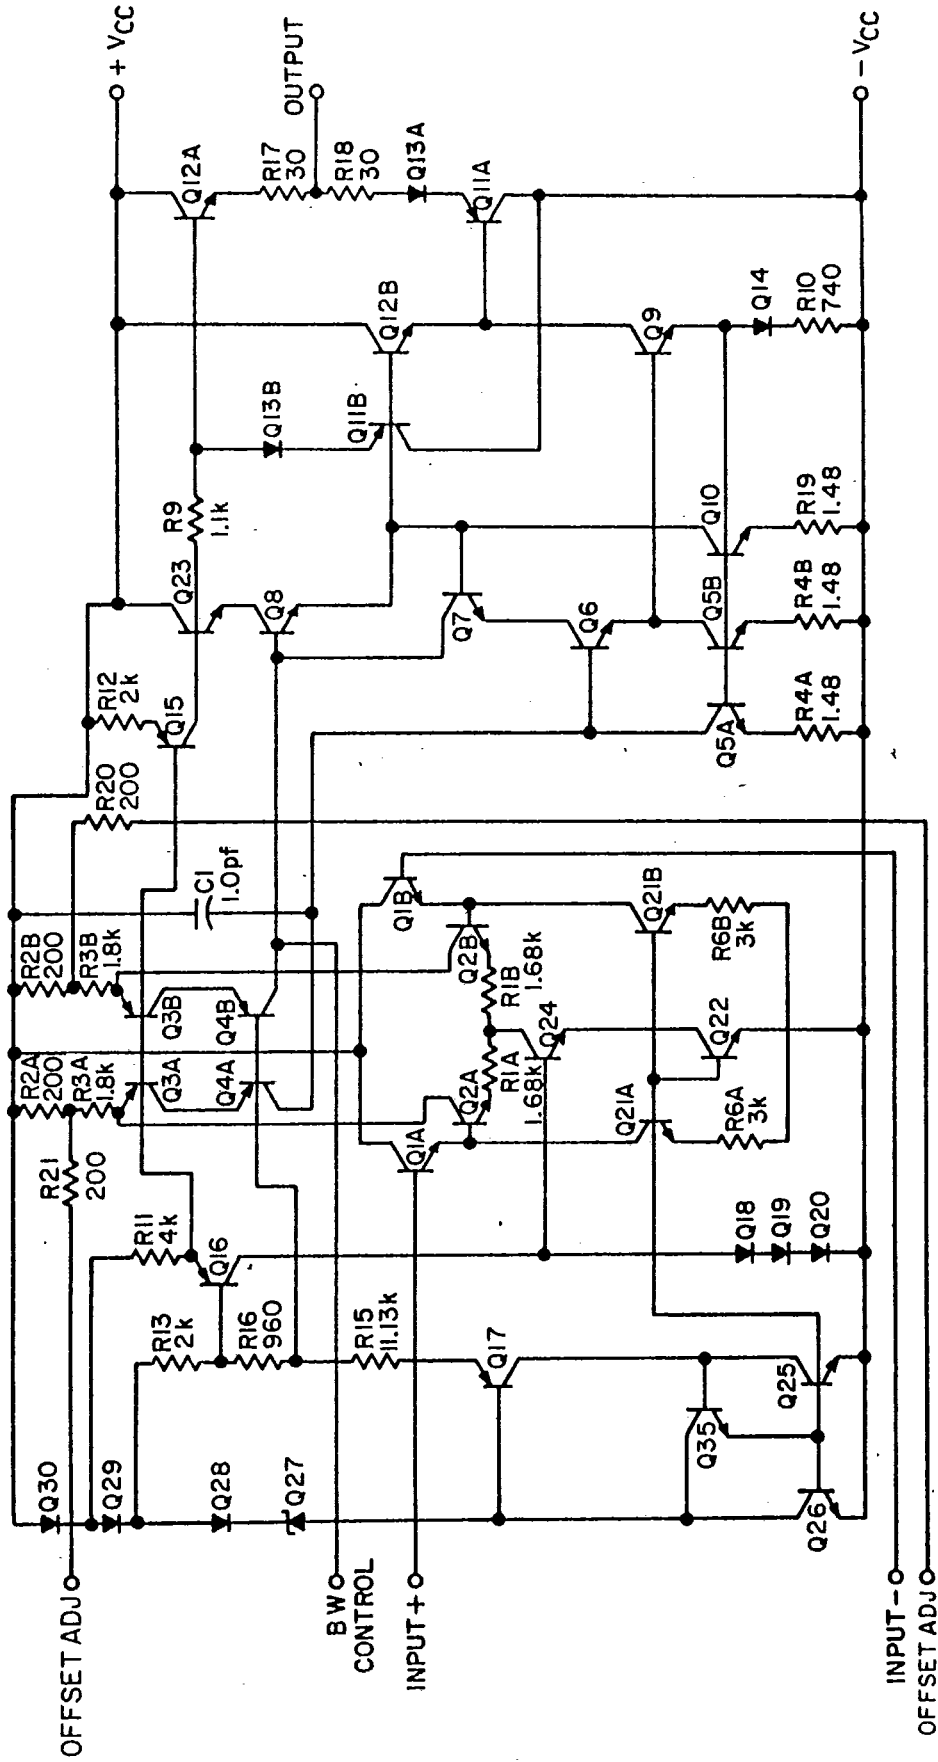 OFFSET ADJ
BW
CONTROL
INPUT+
INPUT-
OFFSET ADJ
+ VCC
OUTPUT
- VCC
Q30
Q29
Q28
Q27
R21
200
R11
4k
R13
2k
Q16
R16
960
R15
11.13k
Q17
Q35
Q25
Q26
Q18
Q19
Q20
R2A
200
R3A
1.8k
R2B
200
R3B
1.8k
Q3A
Q3B
Q4A
Q4B
C1
1.0pf
Q1A
Q1B
Q2A
Q2B
R1A
1.68k
R1B
1.68k
Q24
Q21A
Q21B
Q22
R6A
3k
R6B
3k
R20
200
R12
2k
Q15
Q23
R9
1.1k
Q8
Q7
Q6
Q5A
Q5B
Q10
R4A
1.48
R4B
1.48
R19
1.48
Q13B
Q11B
Q12B
Q9
Q14
R10
740
Q12A
R17
30
R18
30
Q13A
Q11A